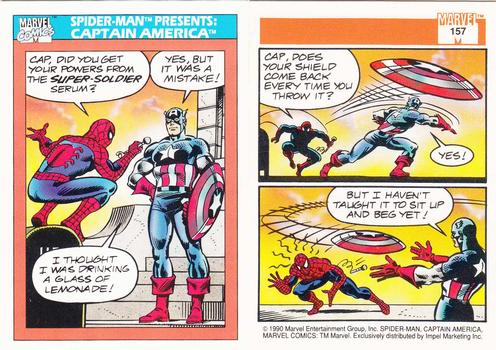 MARVEL
COMICS
SPIDER-MAN™ PRESENTS:
CAPTAIN AMERICA™
CAP, DID YOU GET
YOUR POWERS FROM
THE SUPER-SOLDIER
SERUM?
YES, BUT
IT WAS A
MISTAKE!
I THOUGHT
I WAS DRINKING
A GLASS OF
LEMONADE!
MARVEL
157
CAP, DOES
YOUR SHIELD
COME BACK
EVERY TIME YOU
THROW IT?
YES!
BUT I HAVEN'T
TAUGHT IT TO SIT UP
AND BEG YET!
© 1990 Marvel Entertainment Group, Inc. SPIDER-MAN, CAPTAIN AMERICA,
MARVEL COMICS: TM Marvel. Exclusively distributed by Impel Marketing Inc.